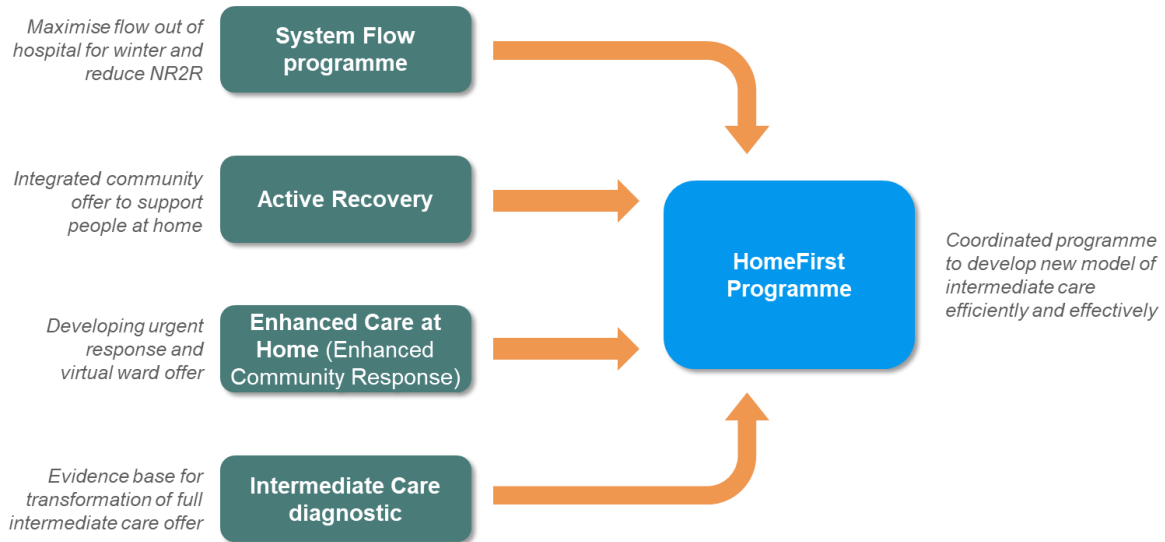 Maximise flow out of
hospital for winter and
reduce NR2R
System Flow
programme
Integrated community
offer to support
people at home
Active Recovery
Developing urgent
response and
virtual ward offer
Enhanced Care at
Home (Enhanced
Community Response)
Evidence base for
transformation of full
intermediate care offer
Intermediate Care
diagnostic
HomeFirst
Programme
Coordinated programme
to develop new model of
intermediate care
efficiently and effectively